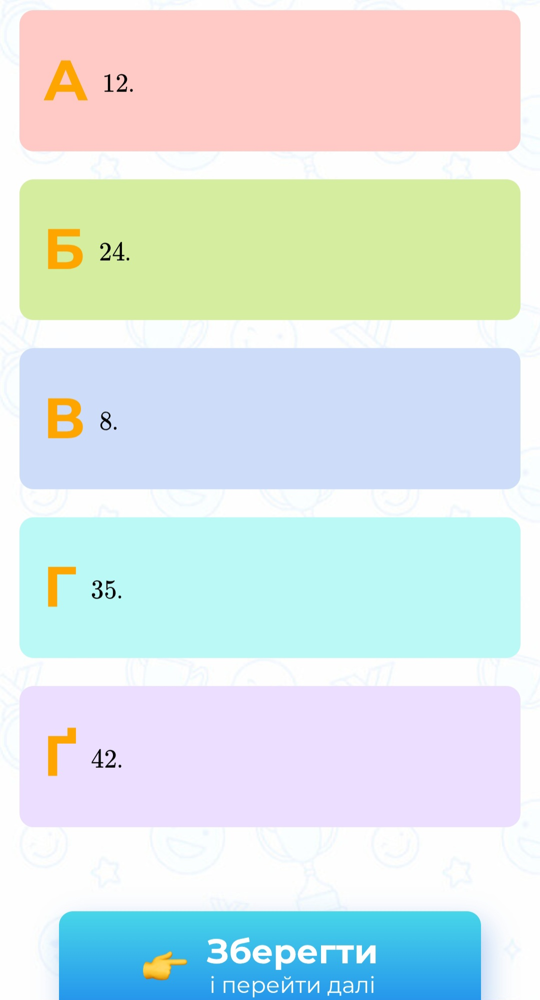 А 12.
Б 24.
В 8.
Г 35.
Ґ 42.
Зберегти
і перейти далі